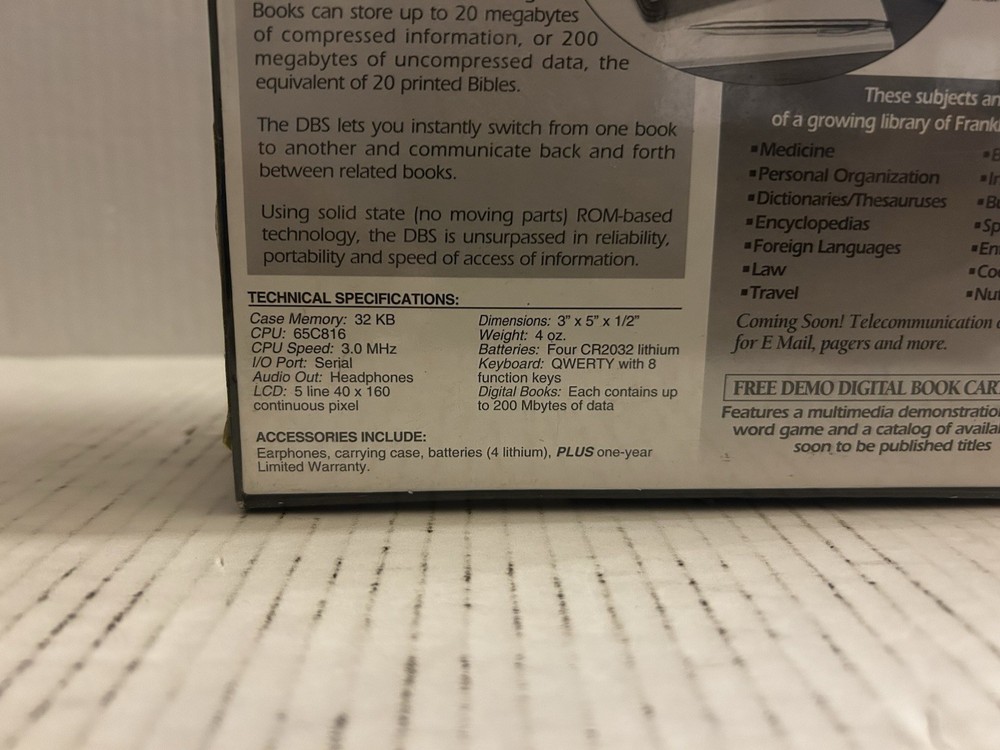 Books can store up to 20 megabytes
of compressed information, or 200
megabytes of uncompressed data, the
equivalent of 20 printed Bibles.
The DBS lets you instantly switch from one book
to another and communicate back and forth
between related books.
Using solid state (no moving parts) ROM-based
technology, the DBS is unsurpassed in reliability,
portability and speed of access of information.
TECHNICAL SPECIFICATIONS:
Case Memory: 32 KB
CPU: 65C816
CPU Speed: 3.0 MHz
I/O Port: Serial
Audio Out: Headphones
LCD: 5 line 40 x 160
continuous pixel
Dimensions: 3" x 5" x 1/2"
Weight: 4 oz.
Batteries: Four CR2032 lithium
Keyboard: QWERTY with 8
function keys
Digital Books: Each contains up
to 200 Mbytes of data
ACCESSORIES INCLUDE:
Earphones, carrying case, batteries (4 lithium), PLUS one-year
Limited Warranty.
These subjects
of a growing library of
▪Medicine
▪Personal Organization
▪Dictionaries/Thesauruses
▪Encyclopedias
▪Foreign Languages
▪Law
▪Travel
Coming Soon! Telecommunication
for E Mail, pagers and more.
FREE DEMO DIGITAL BOOK
Features a multimedia
word game and a catalog of
soon to be published titles